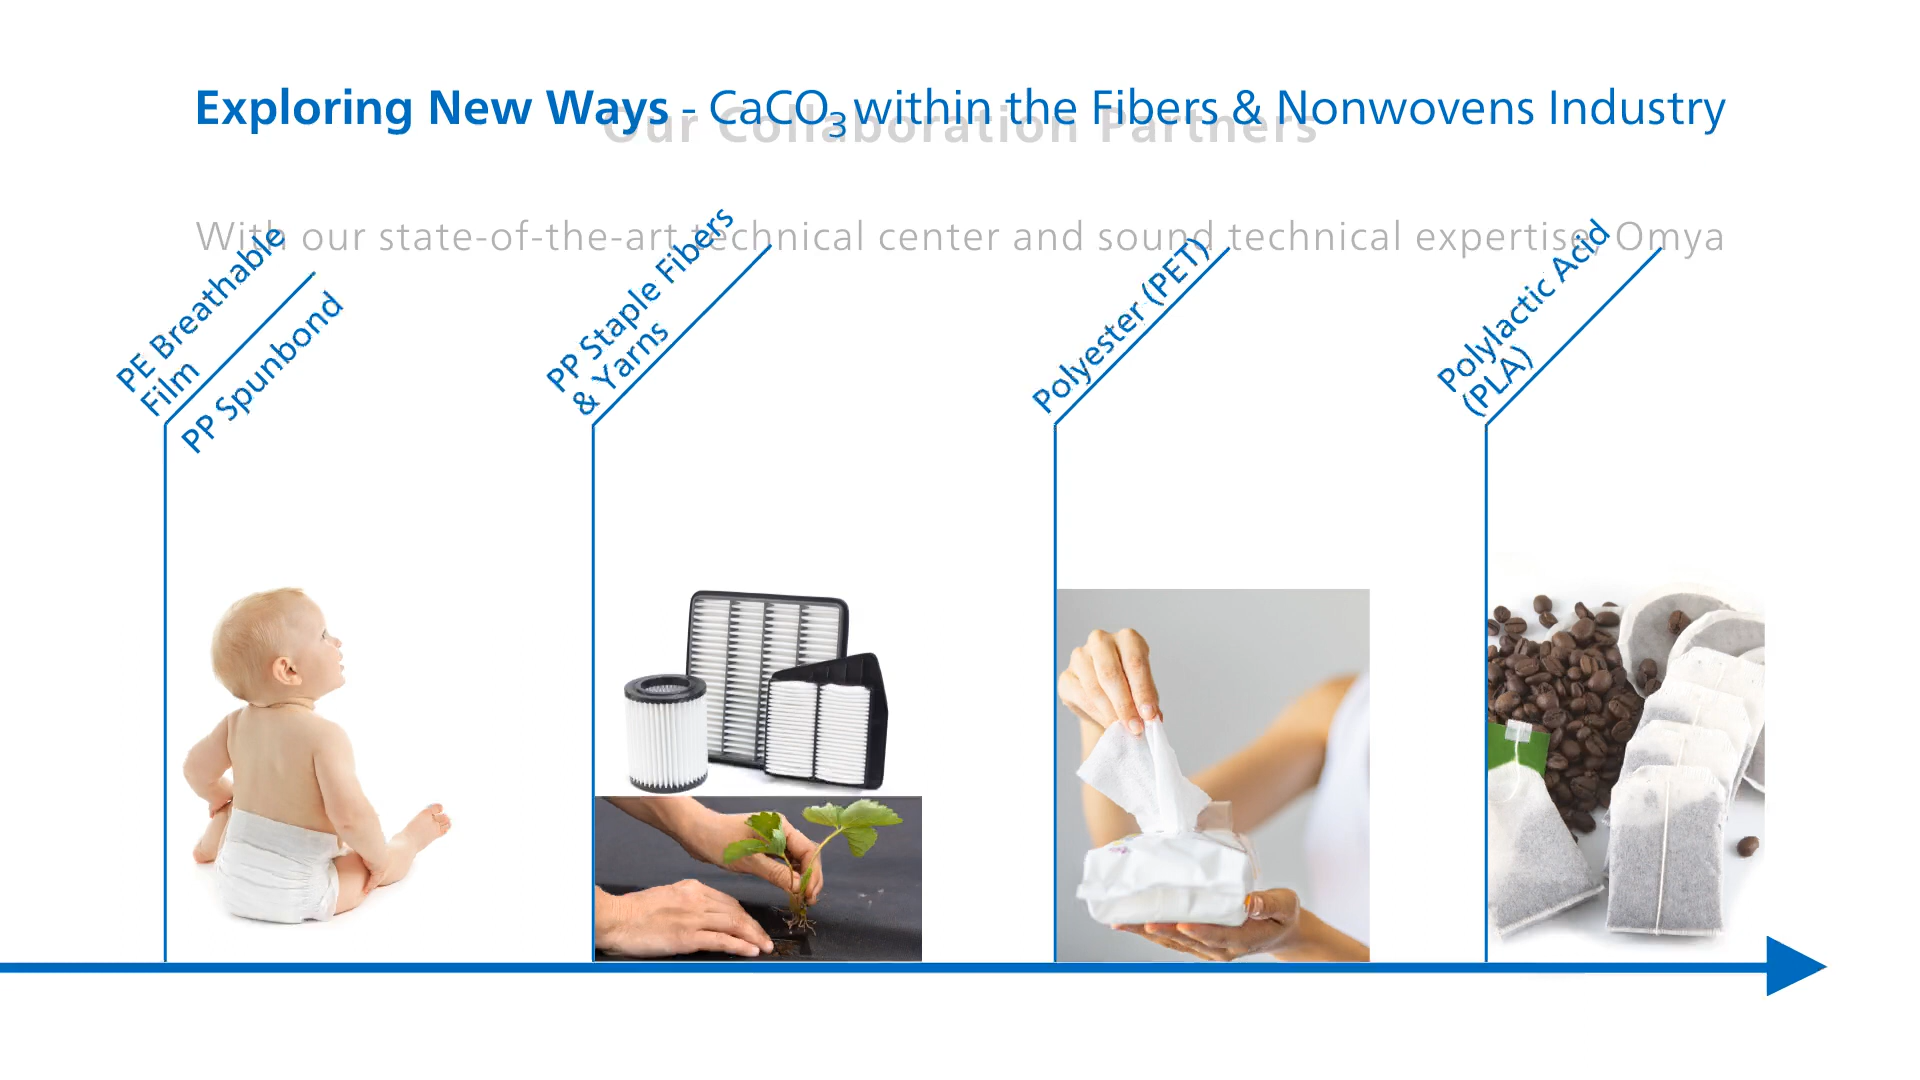 Exploring New Ways - CaCO₃ within the Fibers & Nonwovens Industry
Our Collaboration Partners
With our state-of-the-art technical center and sound technical expertise, Omya
PE Breathable
Film
PP Spunbond
PP Staple Fibers
& Yarns
Polyester (PET)
Polylactic Acid
(PLA)